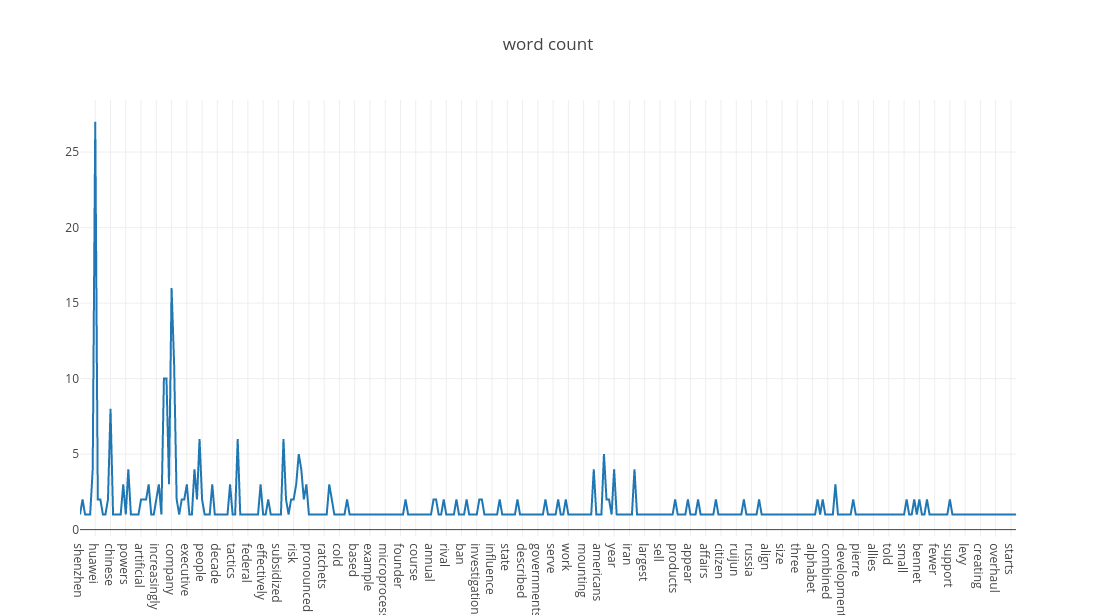 word count
25
20
15
10
5
0
shenzhen
huawei
chinese
powers
artificial
increasingly
company
executive
people
decade
tactics
federal
effectively
subsidized
risk
pronounced
ratchets
cold
based
example
microproces
founder
course
annual
rival
ban
investigation
influence
state
described
governments
serve
work
mounting
americans
year
iran
largest
sell
products
appear
affairs
citizen
ruijun
russia
align
size
three
alphabet
combined
development
pierre
allies
told
small
bennet
fewer
support
levy
creating
overhaul
starts